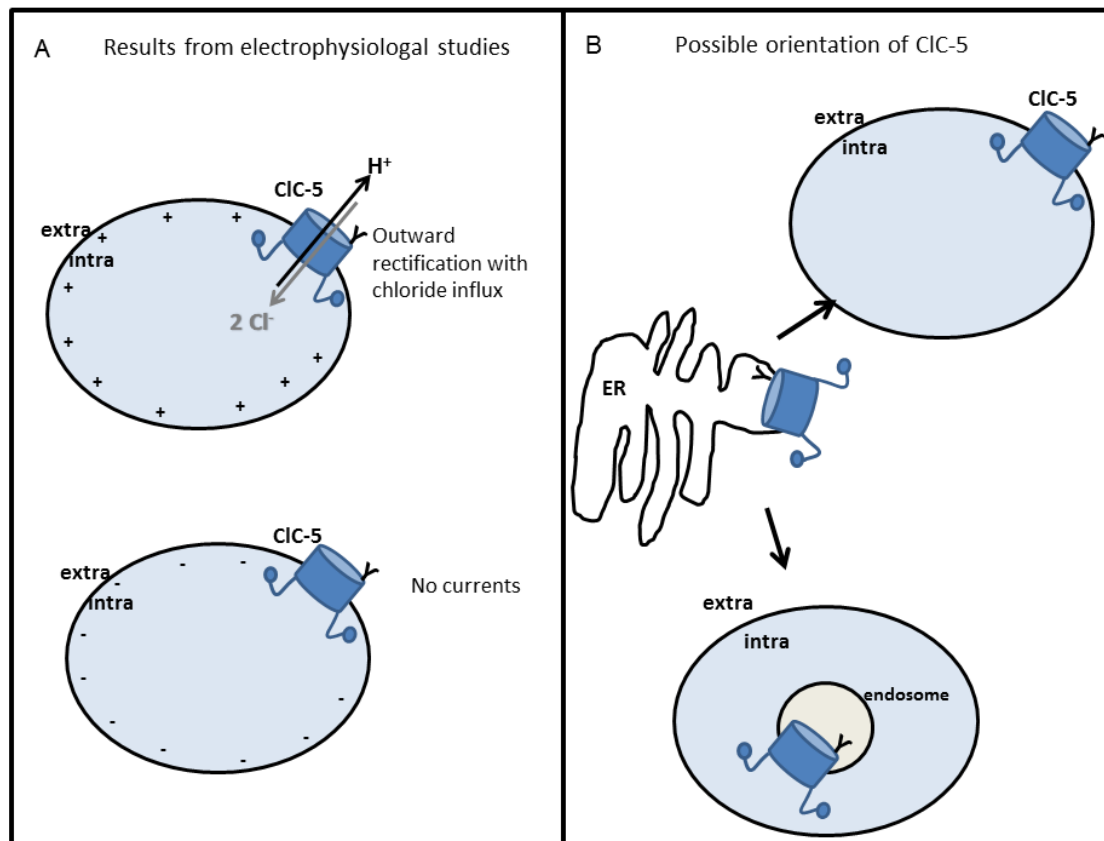 A
Results from electrophysiologal studies
H+
ClC-5
extra
intra
+ + + + + + + + + + +
Outward
rectification with
chloride influx
2 Cl-
ClC-5
extra
intra
- - - - - - - - - - -
No currents
B
Possible orientation of ClC-5
ClC-5
extra
intra
ER
extra
intra
endosome